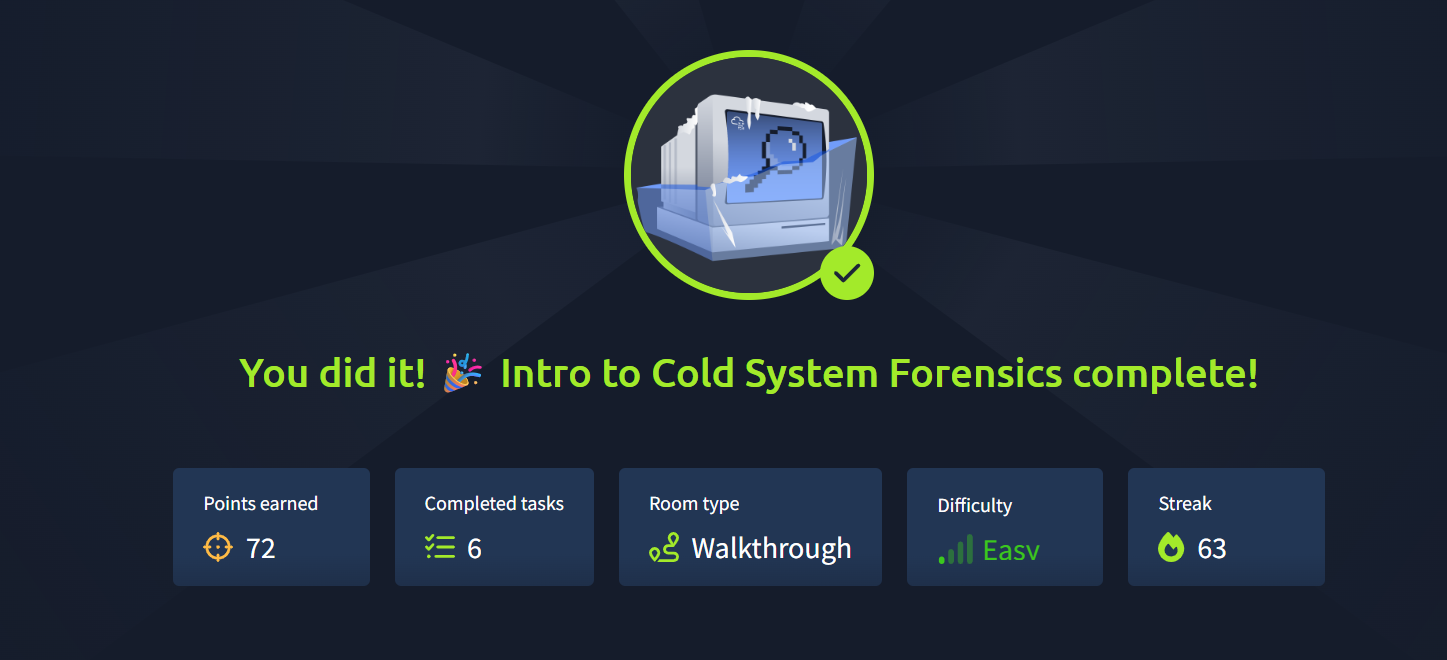 You did it! 🎉 Intro to Cold System Forensics complete!
Points earned
72
Completed tasks
6
Room type
Walkthrough
Difficulty
Easy
Streak
63